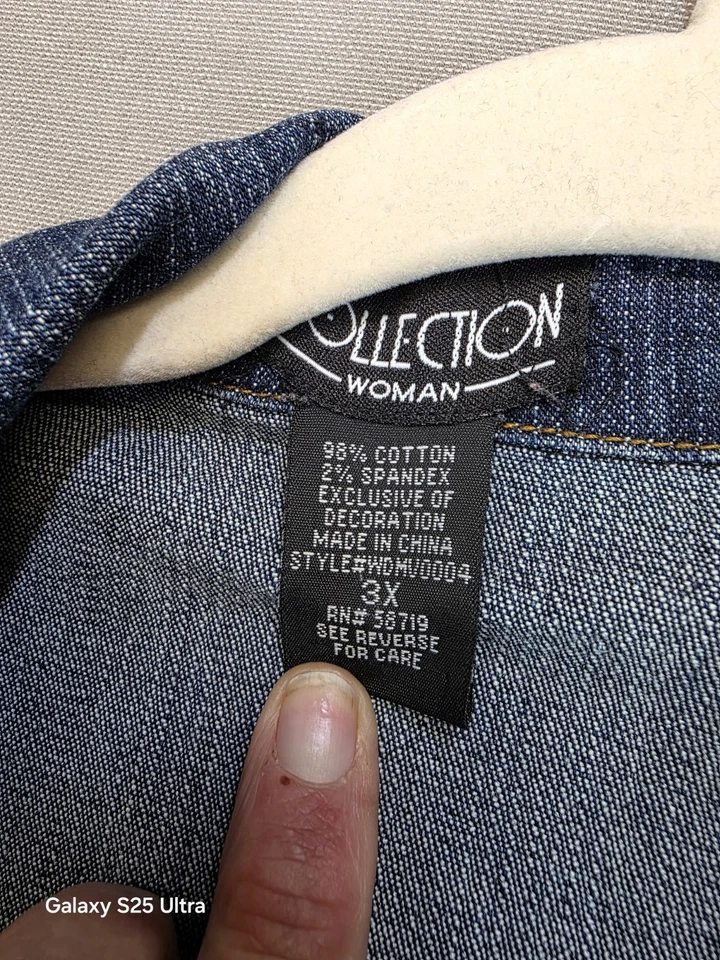 COLLECTION
WOMAN
98% COTTON
2% SPANDEX
EXCLUSIVE OF
DECORATION
MADE IN CHINA
STYLE#WDMV0004
3X
RN# 58719
SEE REVERSE
FOR CARE
Galaxy S25 Ultra